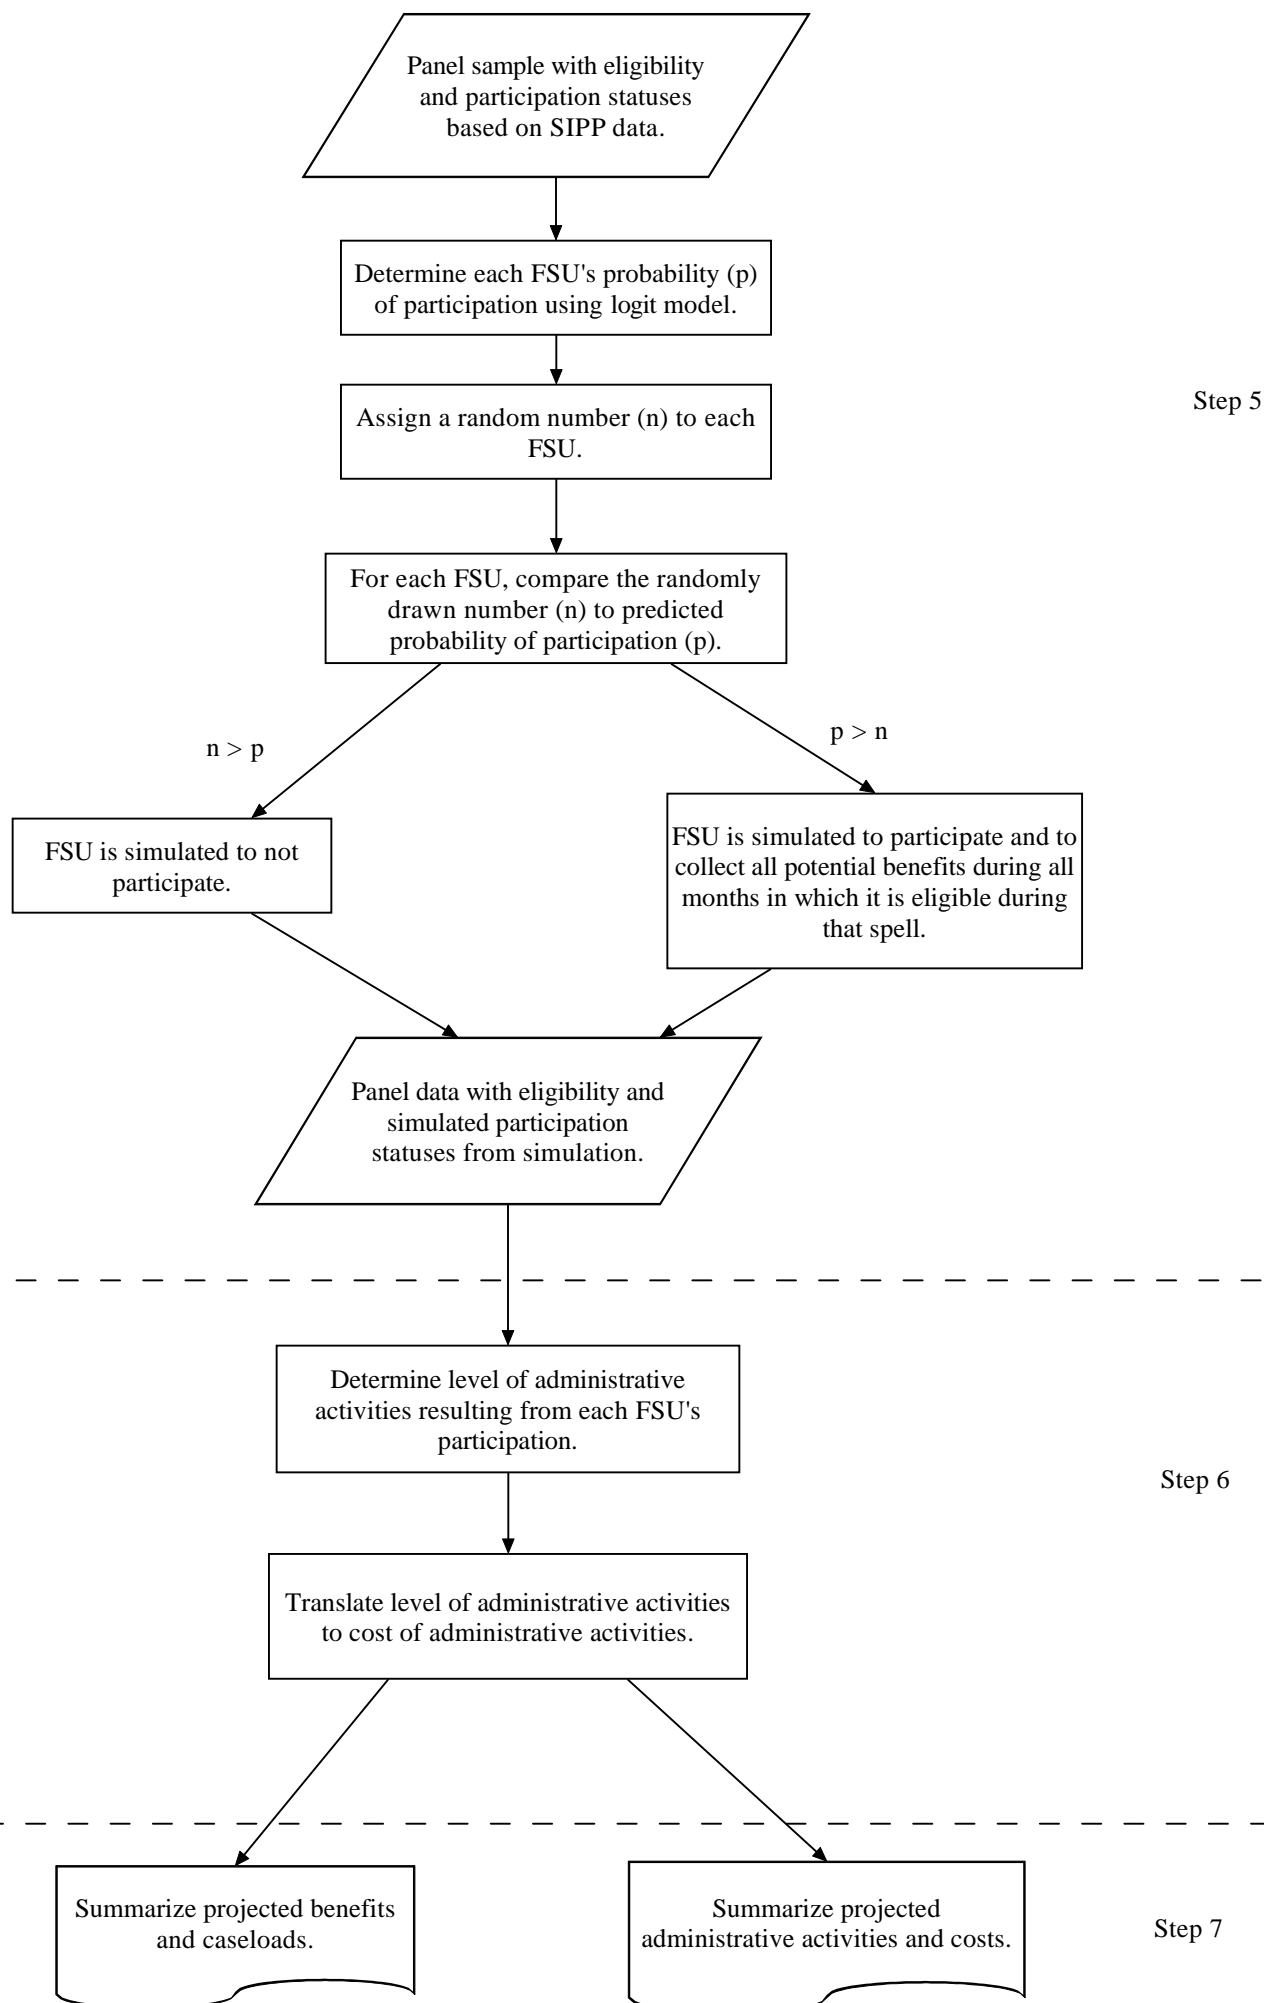 Panel sample with eligibility
and participation statuses
based on SIPP data.
Determine each FSU's probability (p)
of participation using logit model.
Step 5
Assign a random number (n) to each
FSU.
For each FSU, compare the randomly
drawn number (n) to predicted
probability of participation (p).
n > p
p > n
FSU is simulated to not
participate.
FSU is simulated to participate and to
collect all potential benefits during all
months in which it is eligible during
that spell.
Panel data with eligibility and
simulated participation
statuses from simulation.
Determine level of administrative
activities resulting from each FSU's
participation.
Step 6
Translate level of administrative activities
to cost of administrative activities.
Summarize projected benefits
and caseloads.
Summarize projected
administrative activities and costs.
Step 7